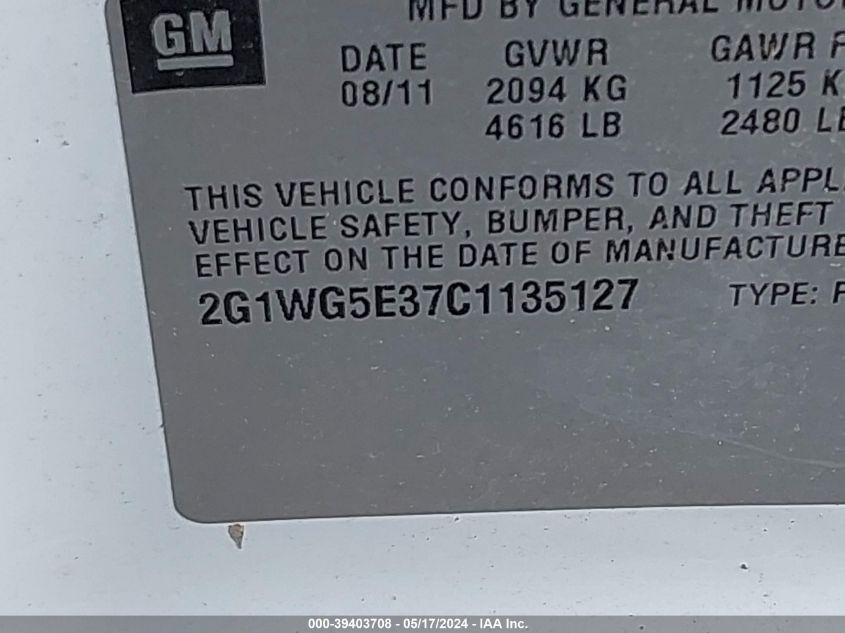 GM
MFD BY GENERAL MOTO
DATE GVWR GAWR F
08/11 2094 KG 1125 K
4616 LB 2480 LB
THIS VEHICLE CONFORMS TO ALL APPL
VEHICLE SAFETY, BUMPER, AND THEFT
EFFECT ON THE DATE OF MANUFACTURE
2G1WG5E37C1135127 TYPE: P
000-39403708 - 05/17/2024 - IAA Inc.